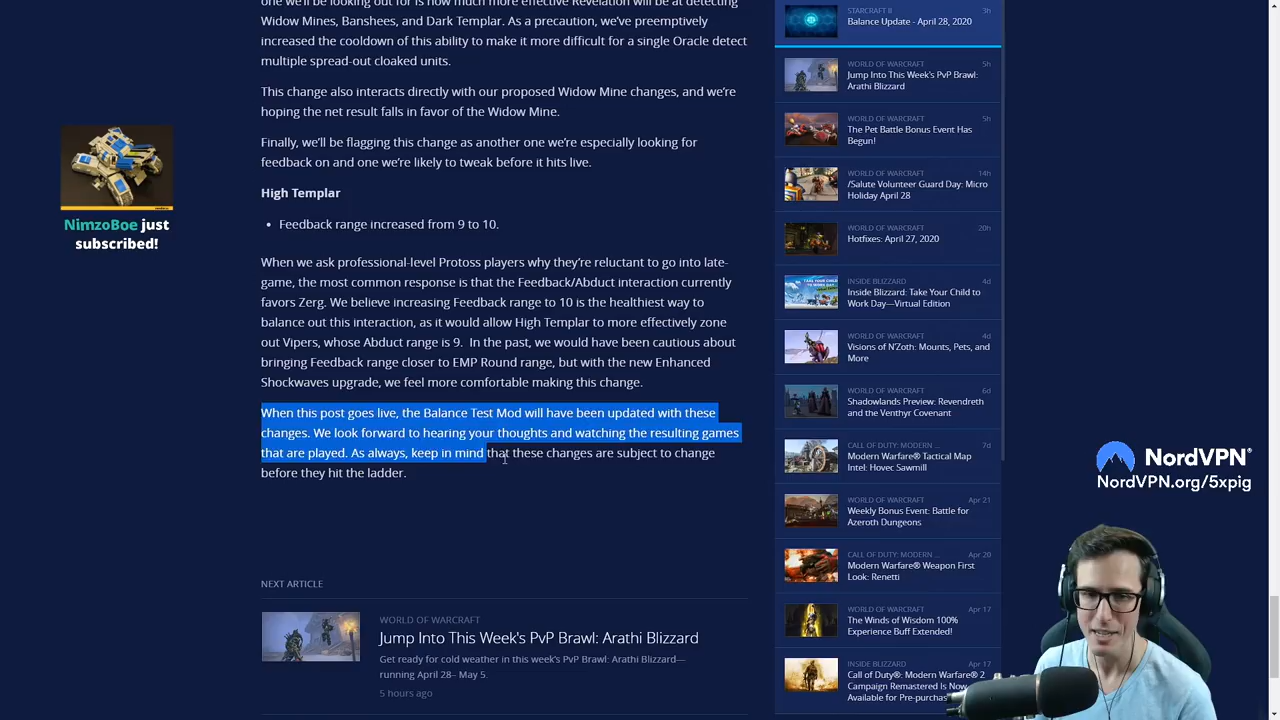 one we'll be looking out for is how much more effective Revelation will be at detecting
Widow Mines, Banshees, and Dark Templar. As a precaution, we've preemptively
increased the cooldown of this ability to make it more difficult for a single Oracle detect
multiple spread-out cloaked units.
This change also interacts directly with our proposed Widow Mine changes, and we're
hoping the net result falls in favor of the Widow Mine.
Finally, we'll be flagging this change as another one we're especially looking for
feedback on and one we're likely to tweak before it hits live.
High Templar
• Feedback range increased from 9 to 10.
When we ask professional-level Protoss players why they're reluctant to go into late-
game, the most common response is that the Feedback/Abduct interaction currently
favors Zerg. We believe increasing Feedback range to 10 is the healthiest way to
balance out this interaction, as it would allow High Templar to more effectively zone
out Vipers, whose Abduct range is 9.  In the past, we would have been cautious about
bringing Feedback range closer to EMP Round range, but with the new Enhanced
Shockwaves upgrade, we feel more comfortable making this change.
When this post goes live, the Balance Test Mod will have been updated with these
changes. We look forward to hearing your thoughts and watching the resulting games
that are played. As always, keep in mind that these changes are subject to change
before they hit the ladder.
NEXT ARTICLE
WORLD OF WARCRAFT
Jump Into This Week's PvP Brawl: Arathi Blizzard
Get ready for cold weather in this week's PvP Brawl: Arathi Blizzard—
running April 28– May 5.
5 hours ago
NimzoBoe just
subscribed!
STARCRAFT II 3h
Balance Update - April 28, 2020
WORLD OF WARCRAFT 5h
Jump Into This Week's PvP Brawl:
Arathi Blizzard
WORLD OF WARCRAFT 5h
The Pet Battle Bonus Event Has
Begun!
WORLD OF WARCRAFT 14h
/Salute Volunteer Guard Day: Micro
Holiday April 28
WORLD OF WARCRAFT 20h
Hotfixes: April 27, 2020
INSIDE BLIZZARD 4d
Inside Blizzard: Take Your Child to
Work Day—Virtual Edition
WORLD OF WARCRAFT 4d
Visions of N'Zoth: Mounts, Pets, and
More
WORLD OF WARCRAFT 6d
Shadowlands Preview: Revendreth
and the Venthyr Covenant
CALL OF DUTY: MODERN ... 7d
Modern Warfare® Tactical Map
Intel: Hovec Sawmill
WORLD OF WARCRAFT Apr 21
Weekly Bonus Event: Battle for
Azeroth Dungeons
CALL OF DUTY: MODERN ... Apr 20
Modern Warfare® Weapon First
Look: Renetti
WORLD OF WARCRAFT Apr 17
The Winds of Wisdom 100%
Experience Buff Extended!
INSIDE BLIZZARD Apr 17
Call of Duty®: Modern Warfare® 2
Campaign Remastered Is Now
Available for Pre-purchas
NordVPN®
NordVPN.org/5xpig